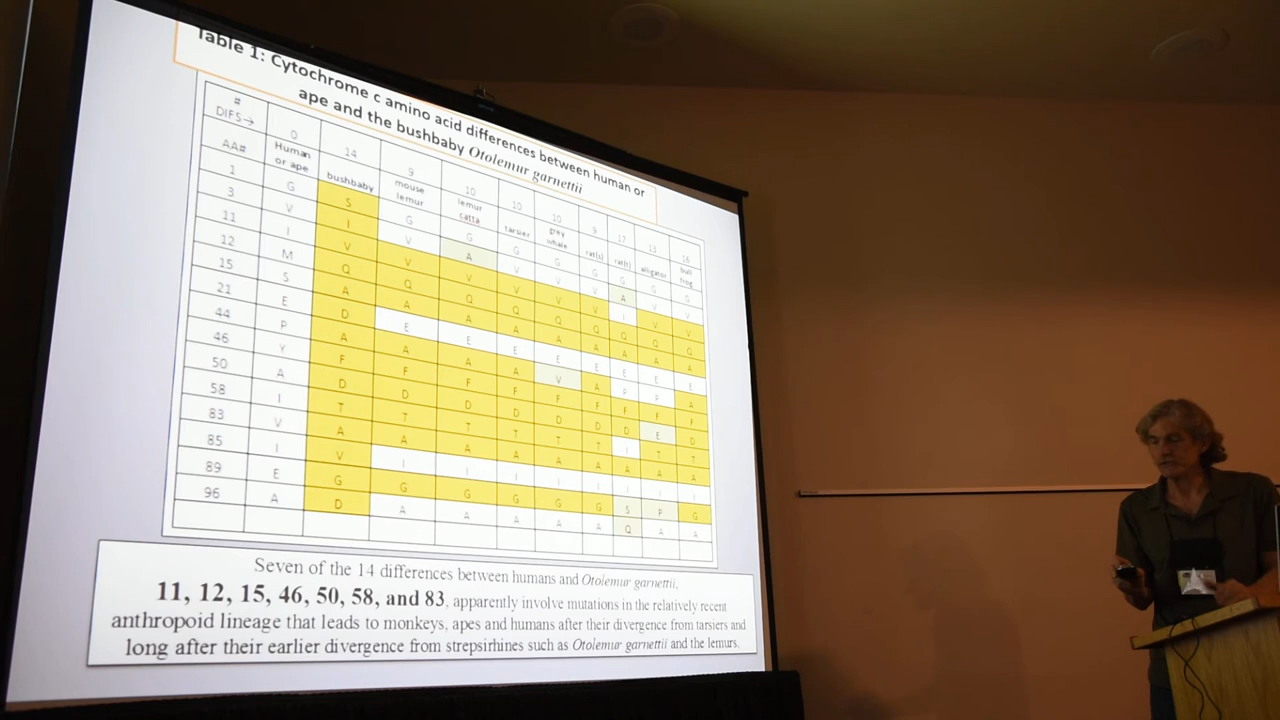 Table 1: Cytochrome c amino acid differences between human or
ape and the bushbaby Otolemur garnettii
# DIFS→ 0 14 9 10 10 10 9 17 13 16
AA# Human or ape bushbaby mouse lemur lemur catta tarsier grey whale rat(s) rat(t) alligator bull frog
1 G S G G G G G G G G
3 V I V A V V V A V V
11 I V V V V V V I V V
12 M Q Q Q Q Q Q Q Q Q
15 S A A A A A A A A A
21 E D E E E E E E E E
44 P A A A A V A P P A
46 Y F F F F F F F F F
50 A D D D D D D D E D
58 I T T T T T T I T T
83 V A A A A A A A A A
85 I V I I I I I I I I
89 E G G G G G G S P G
96 A D A A A A A Q A A
Seven of the 14 differences between humans and Otolemur garnettii,
11, 12, 15, 46, 50, 58, and 83, apparently involve mutations in the relatively recent
anthropoid lineage that leads to monkeys, apes and humans after their divergence from tarsiers and
long after their earlier divergence from strepsirhines such as Otolemur garnettii and the lemurs.